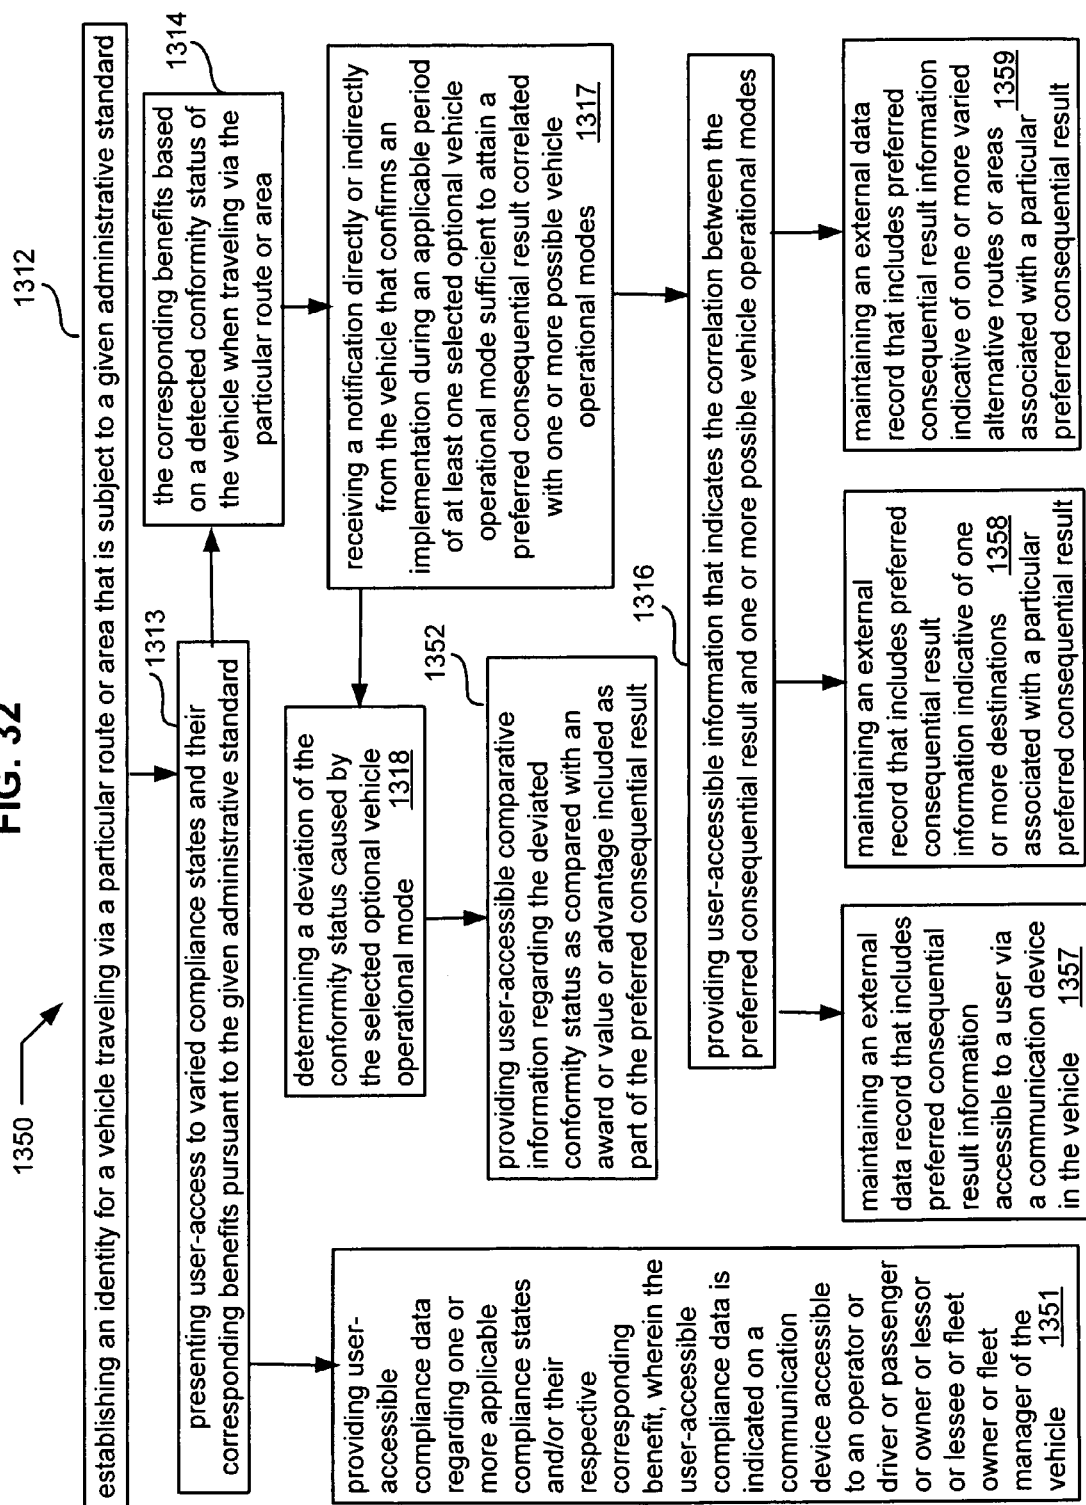 FIG. 32
1350
1312
establishing an identity for a vehicle traveling via a particular route or area that is subject to a given administrative standard
1313
presenting user-access to varied compliance states and their
corresponding benefits pursuant to the given administrative standard
1314
the corresponding benefits based
on a detected conformity status of
the vehicle when traveling via the
particular route or area
providing user-
accessible
compliance data
regarding one or
more applicable
compliance states
and/or their
respective
corresponding
benefit, wherein the
user-accessible
compliance data is
indicated on a
communication
device accessible
to an operator or
driver or passenger
or owner or lessor
or lessee or fleet
owner or fleet
manager of the
vehicle 1351
determining a deviation of the
conformity status caused by
the selected optional vehicle
operational mode 1318
receiving a notification directly or indirectly
from the vehicle that confirms an
implementation during an applicable period
of at least one selected optional vehicle
operational mode sufficient to attain a
preferred consequential result correlated
with one or more possible vehicle
operational modes 1317
1352
providing user-accessible comparative
information regarding the deviated
conformity status as compared with an
award or value or advantage included as
part of the preferred consequential result
1316
providing user-accessible information that indicates the correlation between the
preferred consequential result and one or more possible vehicle operational modes
maintaining an external
data record that includes
preferred consequential
result information
accessible to a user via
a communication device
in the vehicle 1357
maintaining an external
record that includes preferred
consequential result
information indicative of one
or more destinations 1358
associated with a particular
preferred consequential result
maintaining an external data
record that includes preferred
consequential result information
indicative of one or more varied
alternative routes or areas 1359
associated with a particular
preferred consequential result